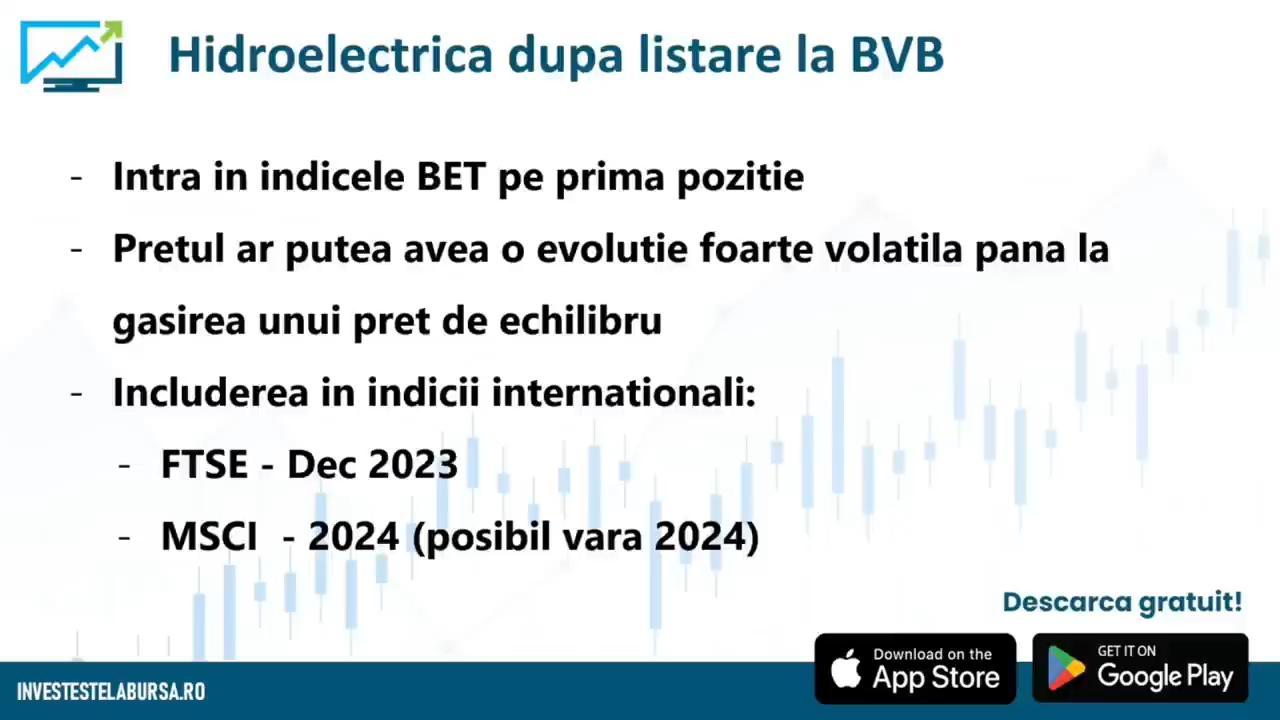 Hidroelectrica dupa listare la BVB
- Intra in indicele BET pe prima pozitie
- Pretul ar putea avea o evolutie foarte volatila pana la
gasirea unui pret de echilibru
- Includerea in indicii internationali:
- FTSE - Dec 2023
- MSCI - 2024 (posibil vara 2024)
Descarca gratuit!
Download on the
App Store
GET IT ON
Google Play
INVESTESTELABURSA.RO